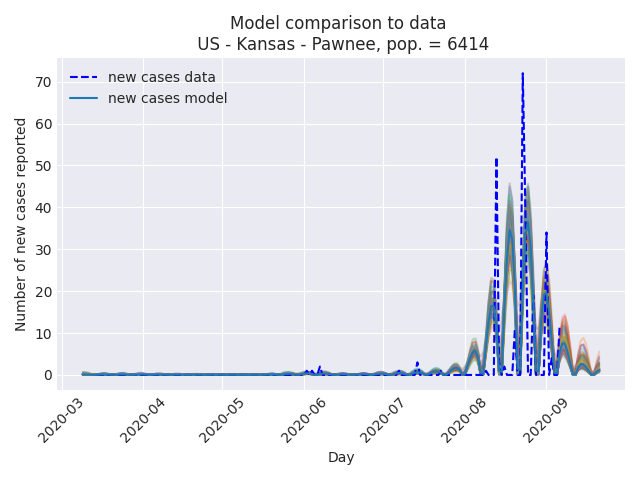 Model comparison to data
US - Kansas - Pawnee, pop. = 6414
new cases data
new cases model
Number of new cases reported
70
60
50
40
30
20
10
0
2020-03
2020-04
2020-05
2020-06
2020-07
2020-08
2020-09
Day